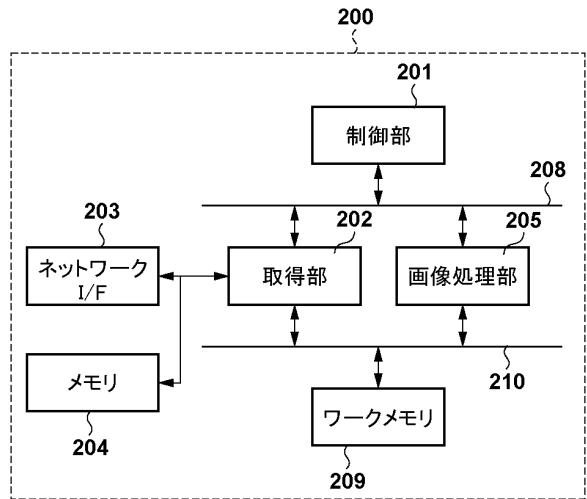 200
201
制御部
208
203
202
205
ネットワーク
I/F
取得部
画像処理部
メモリ
210
204
ワークメモリ
209